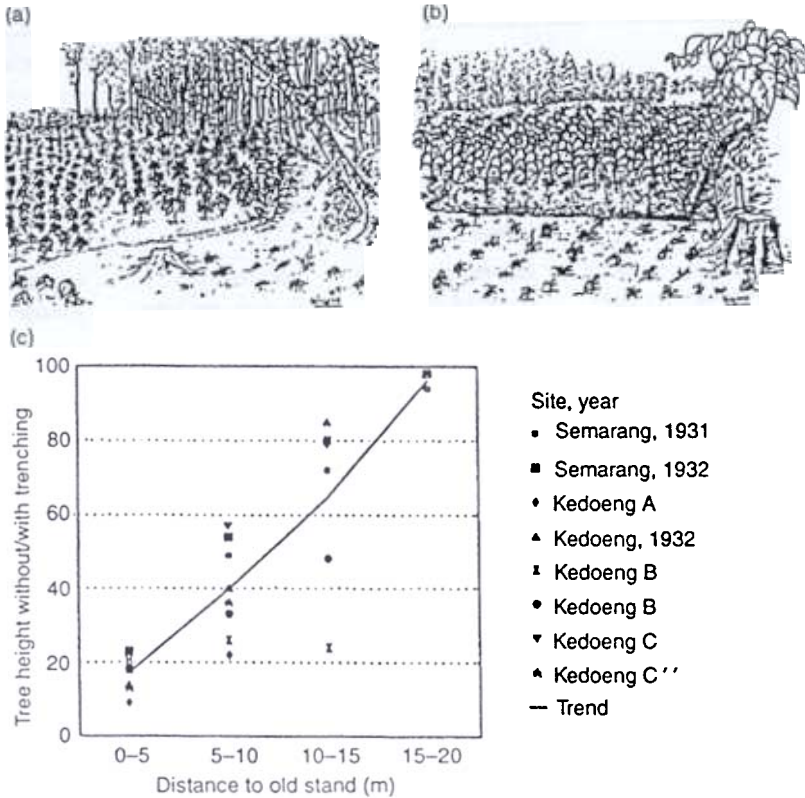 (a)
(b)
(c)
Tree height without/with trenching
100
80
60
40
20
0
0–5
5–10
10–15
15–20
Distance to old stand (m)
Site, year
Semarang, 1931
Semarang, 1932
Kedoeng A
Kedoeng, 1932
Kedoeng B
Kedoeng B
Kedoeng C
Kedoeng C′′
Trend